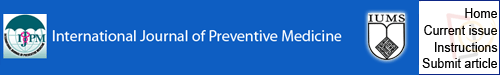 IJPM
International Journal of Preventive Medicine
IUMS
Home
Current issue
Instructions
Submit article